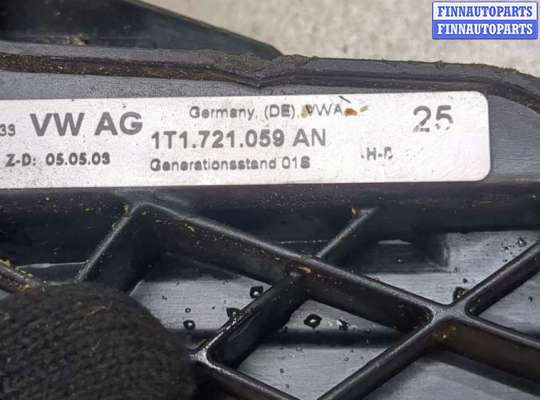 FINNAUTOPARTS
FINNAUTOPARTS
VW AG
Germany, (DE), VWA
25
1T1.721.059 AN
Z-D: 05.05.03
Generationsstand 01S